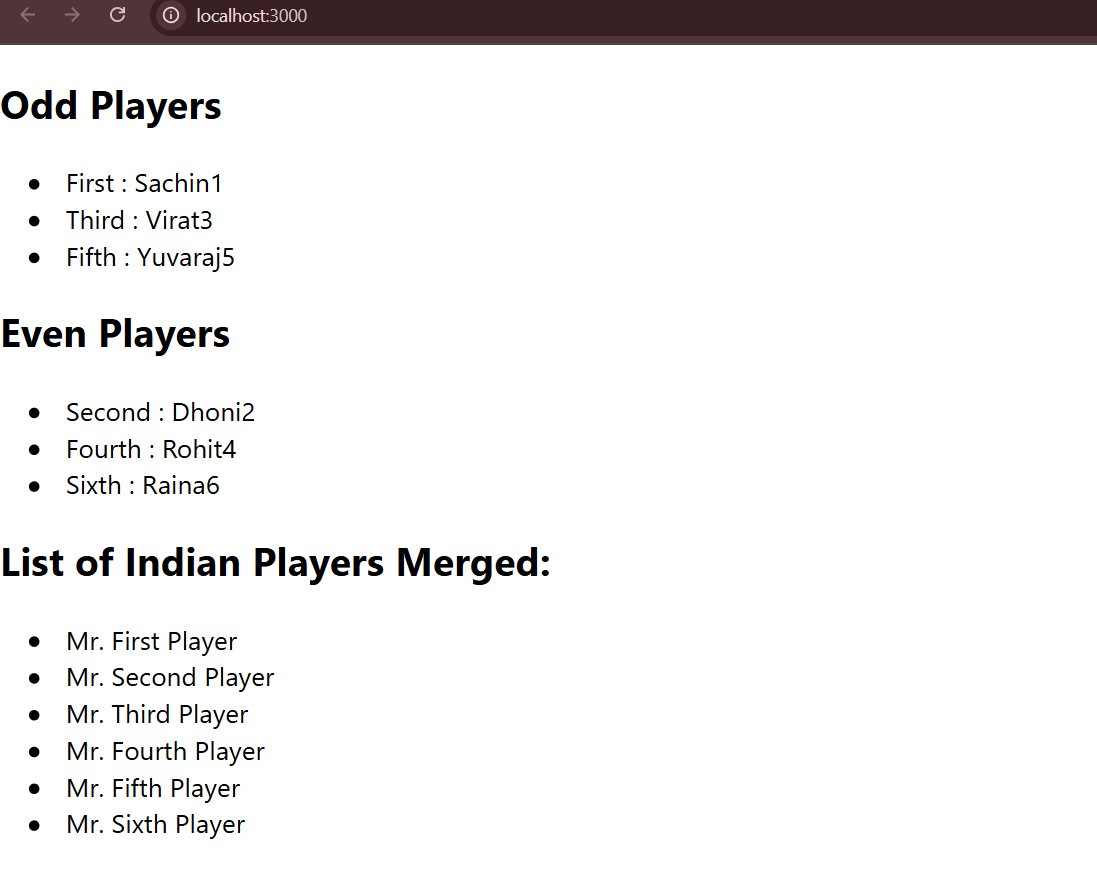 localhost:3000
Odd Players
First : Sachin1
Third : Virat3
Fifth : Yuvaraj5
Even Players
Second : Dhoni2
Fourth : Rohit4
Sixth : Raina6
List of Indian Players Merged:
Mr. First Player
Mr. Second Player
Mr. Third Player
Mr. Fourth Player
Mr. Fifth Player
Mr. Sixth Player